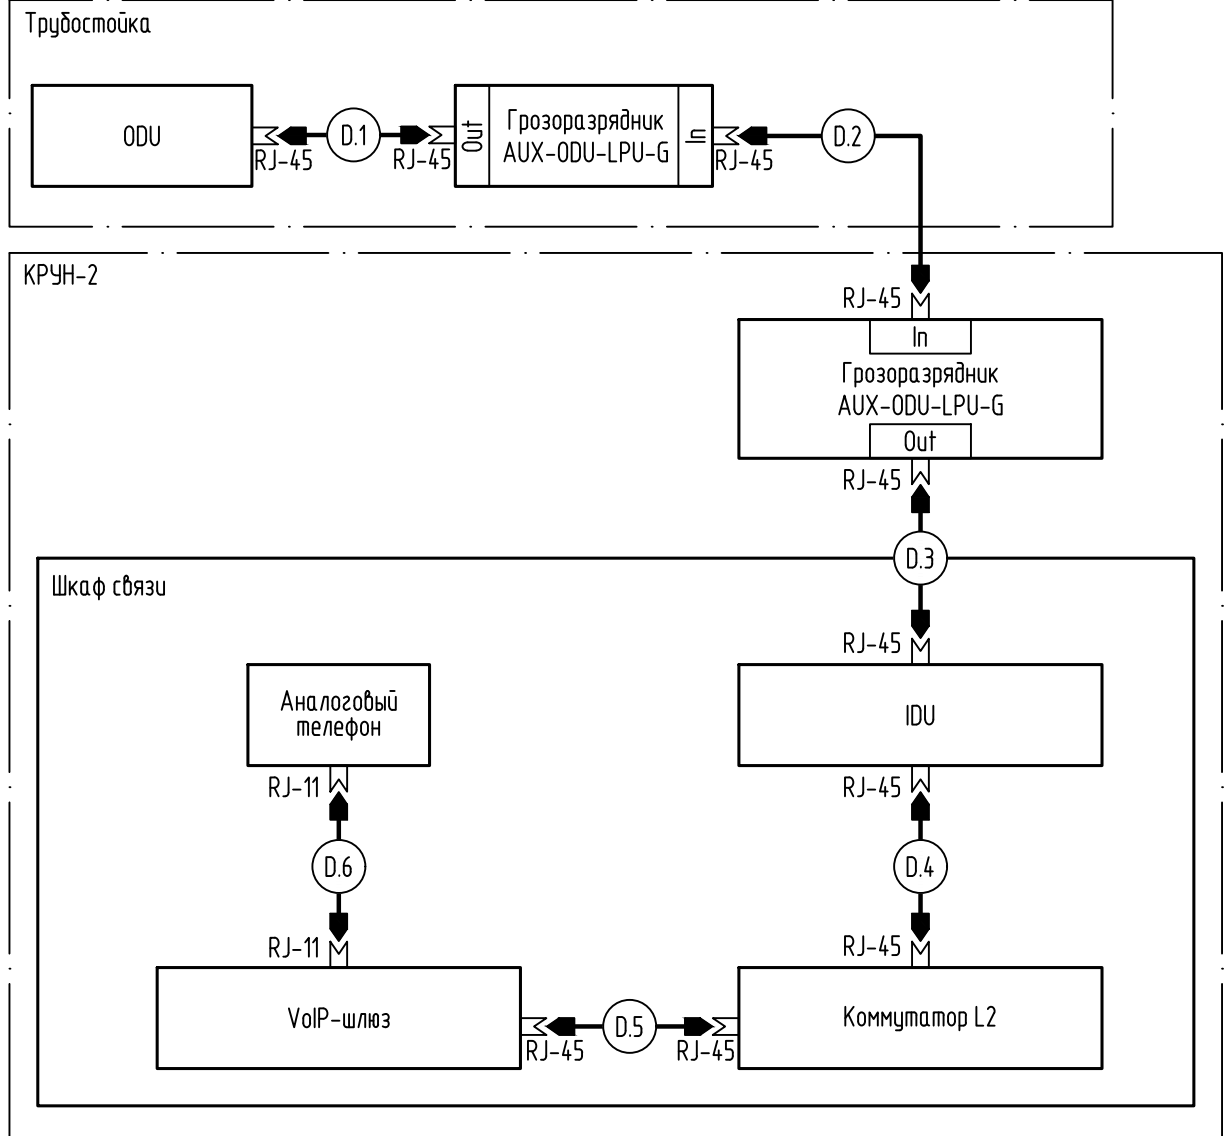 Трубостойка
ODU
RJ-45
D.1
RJ-45
Out
Грозоразрядник
AUX-ODU-LPU-G
In
RJ-45
D.2
КРУН-2
RJ-45
In
Грозоразрядник
AUX-ODU-LPU-G
Out
RJ-45
D.3
Шкаф связи
RJ-45
Аналоговый
телефон
IDU
RJ-11
RJ-45
D.6
D.4
RJ-11
RJ-45
VoIP-шлюз
RJ-45
D.5
RJ-45
Коммутатор L2